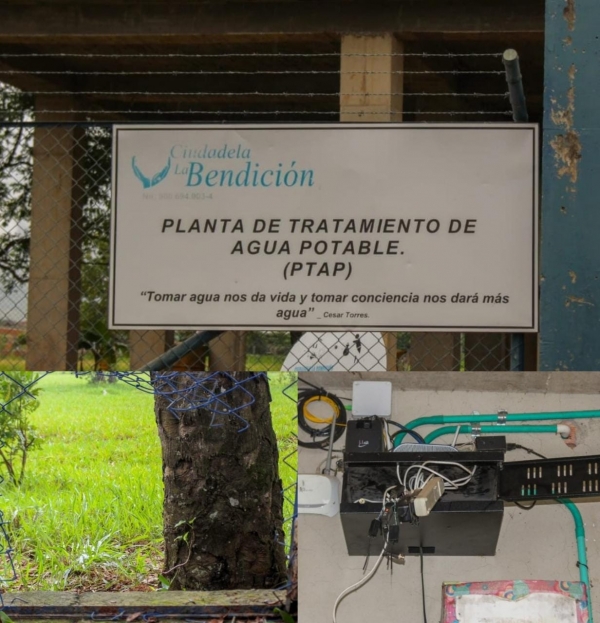 Ciudadela
La Bendición
PLANTA DE TRATAMIENTO DE
AGUA POTABLE.
(PTAP)
“Tomar agua nos da vida y tomar conciencia nos dará más
agua” _ Cesar Torres.